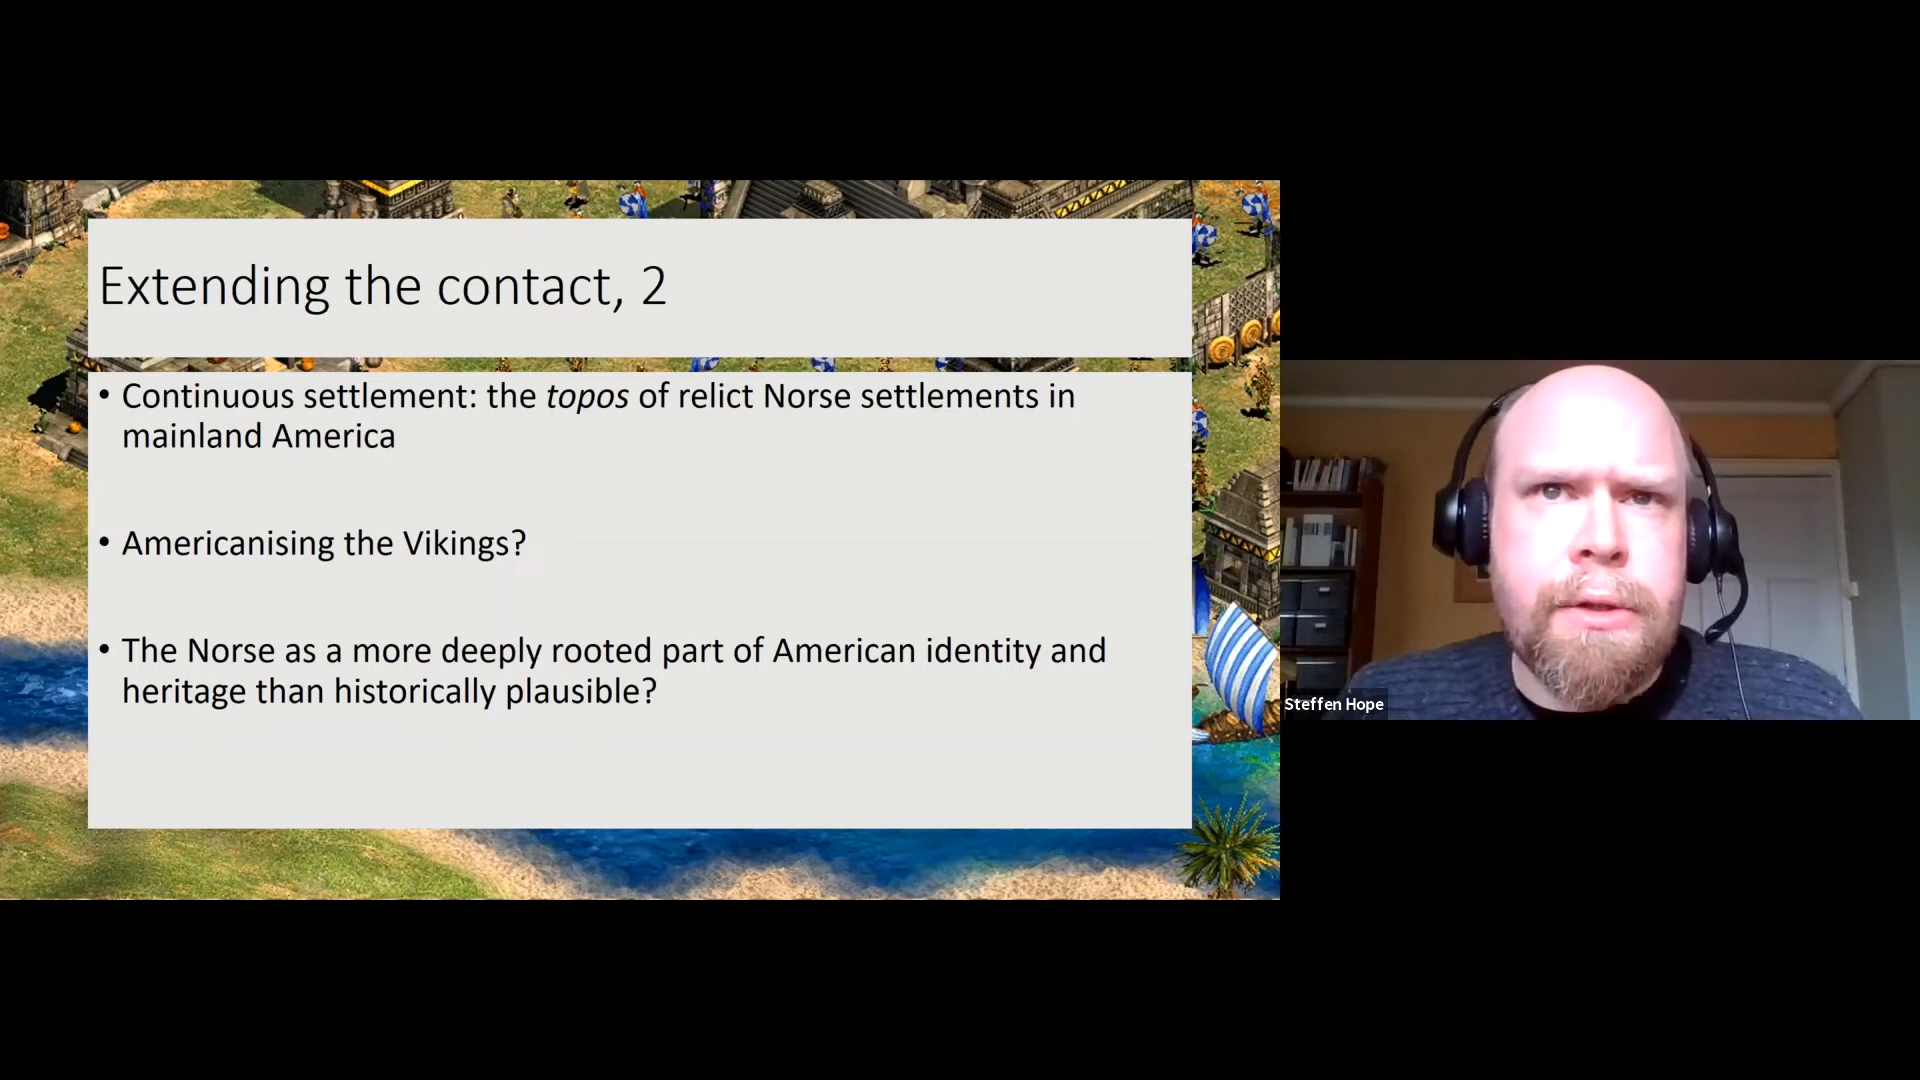 Extending the contact, 2
• Continuous settlement: the topos of relict Norse settlements in
mainland America
• Americanising the Vikings?
• The Norse as a more deeply rooted part of American identity and
heritage than historically plausible?
Steffen Hope